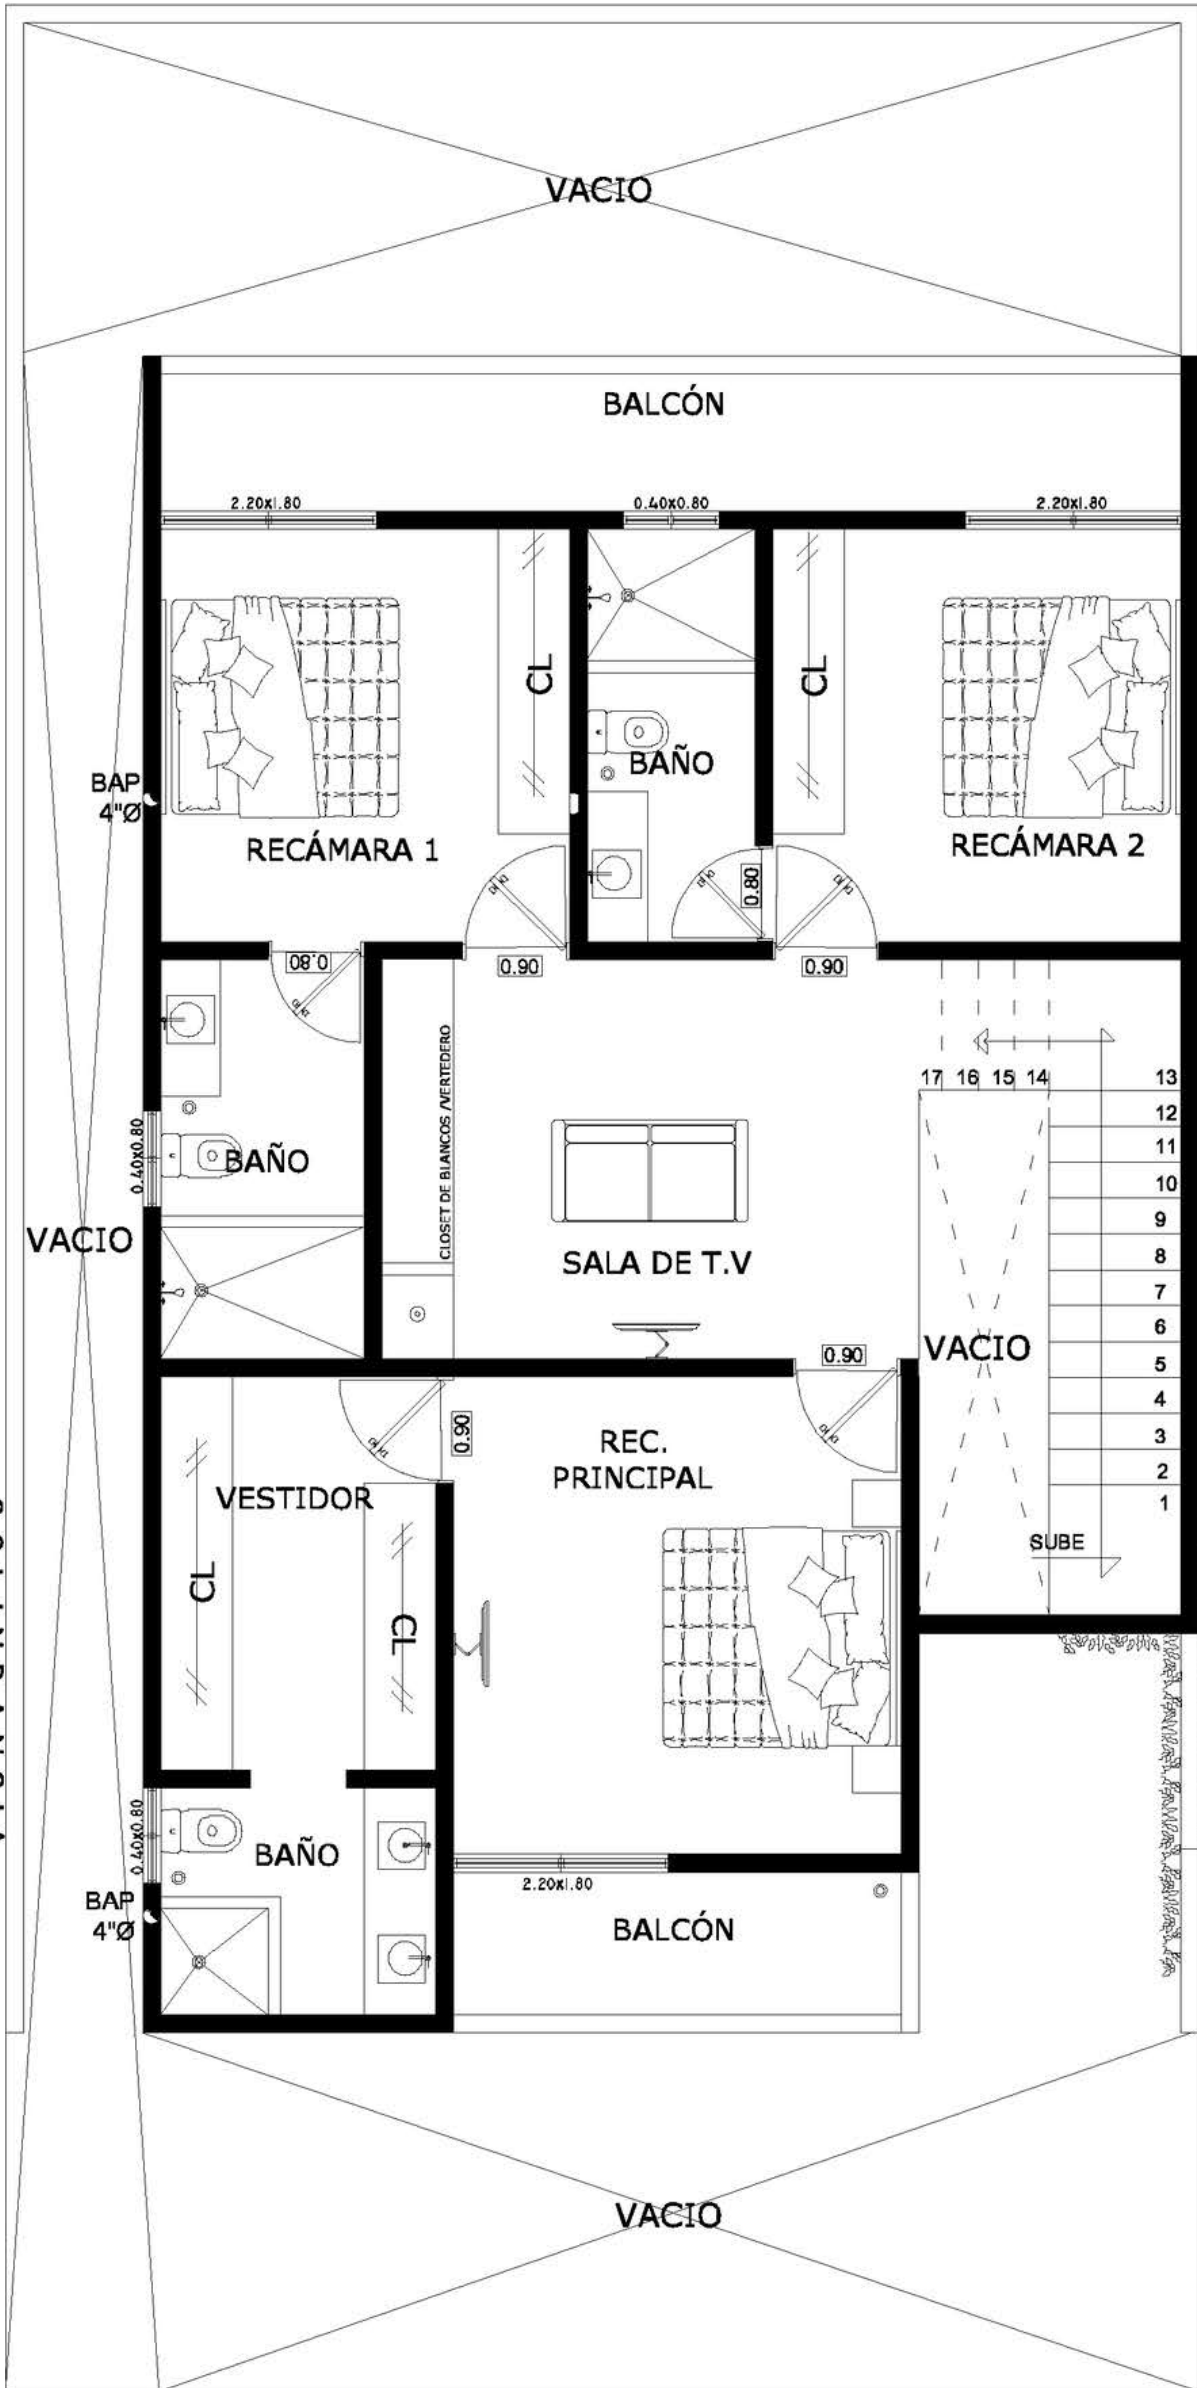 VACIO
BALCÓN
2.20x1.80
0.40x0.80
2.20x1.80
CL
CL
BAÑO
BAP
4"Ø
RECÁMARA 1
RECÁMARA 2
0.80
0.80
0.90
0.90
CLOSET DE BLANCOS /VERTEDERO
17
16
15
14
13
12
11
10
9
8
7
6
5
4
3
2
1
0.40x0.80
BAÑO
VACIO
SALA DE T.V
VACIO
0.90
0.90
REC.
PRINCIPAL
VESTIDOR
CL
CL
SUBE
0.40x0.80
BAÑO
2.20x1.80
BAP
4"Ø
BALCÓN
VACIO